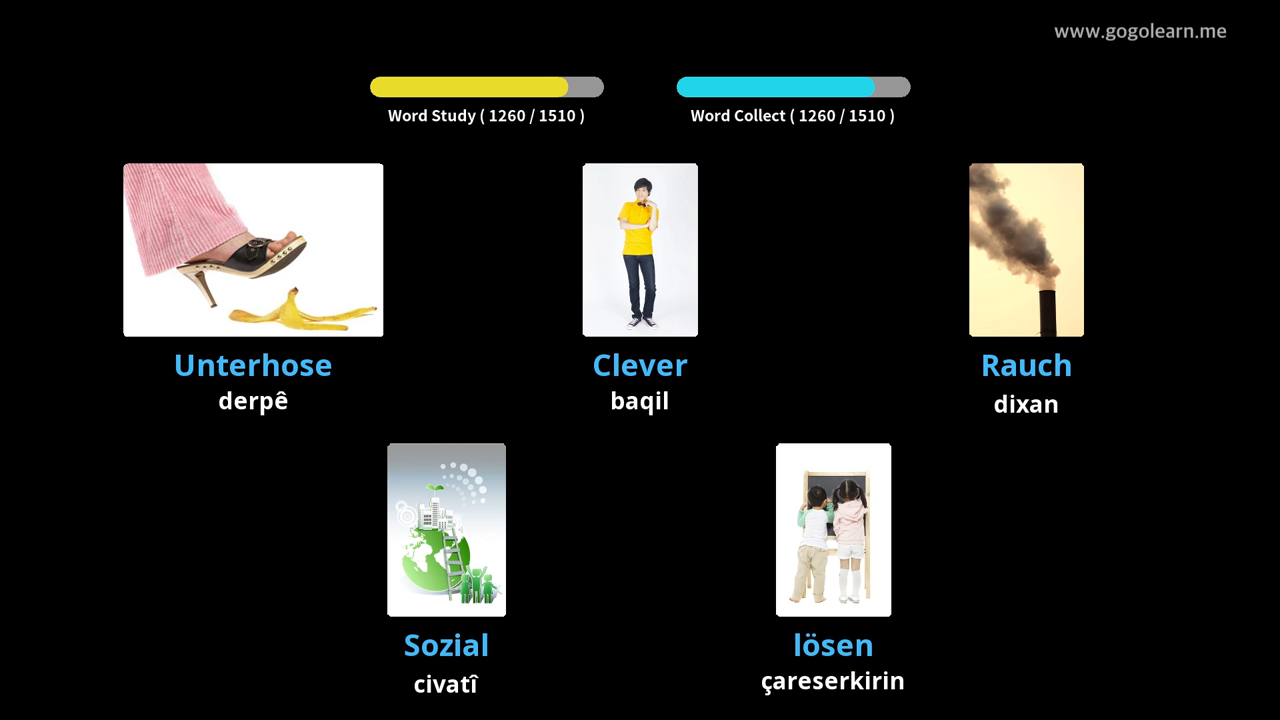 www.gogolearn.me
Word Study ( 1260 / 1510 )
Word Collect ( 1260 / 1510 )
Unterhose
derpê
Clever
baqil
Rauch
dixan
Sozial
civatî
lösen
çareserkirin